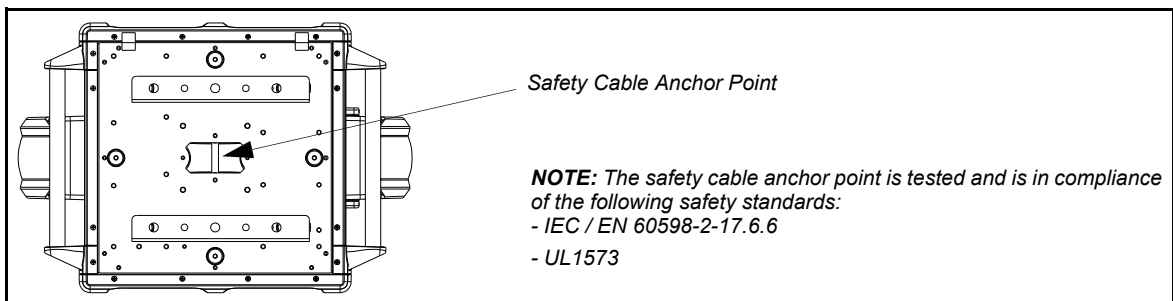 Safety Cable Anchor Point
NOTE: The safety cable anchor point is tested and is in compliance
of the following safety standards:
- IEC / EN 60598-2-17.6.6
- UL1573